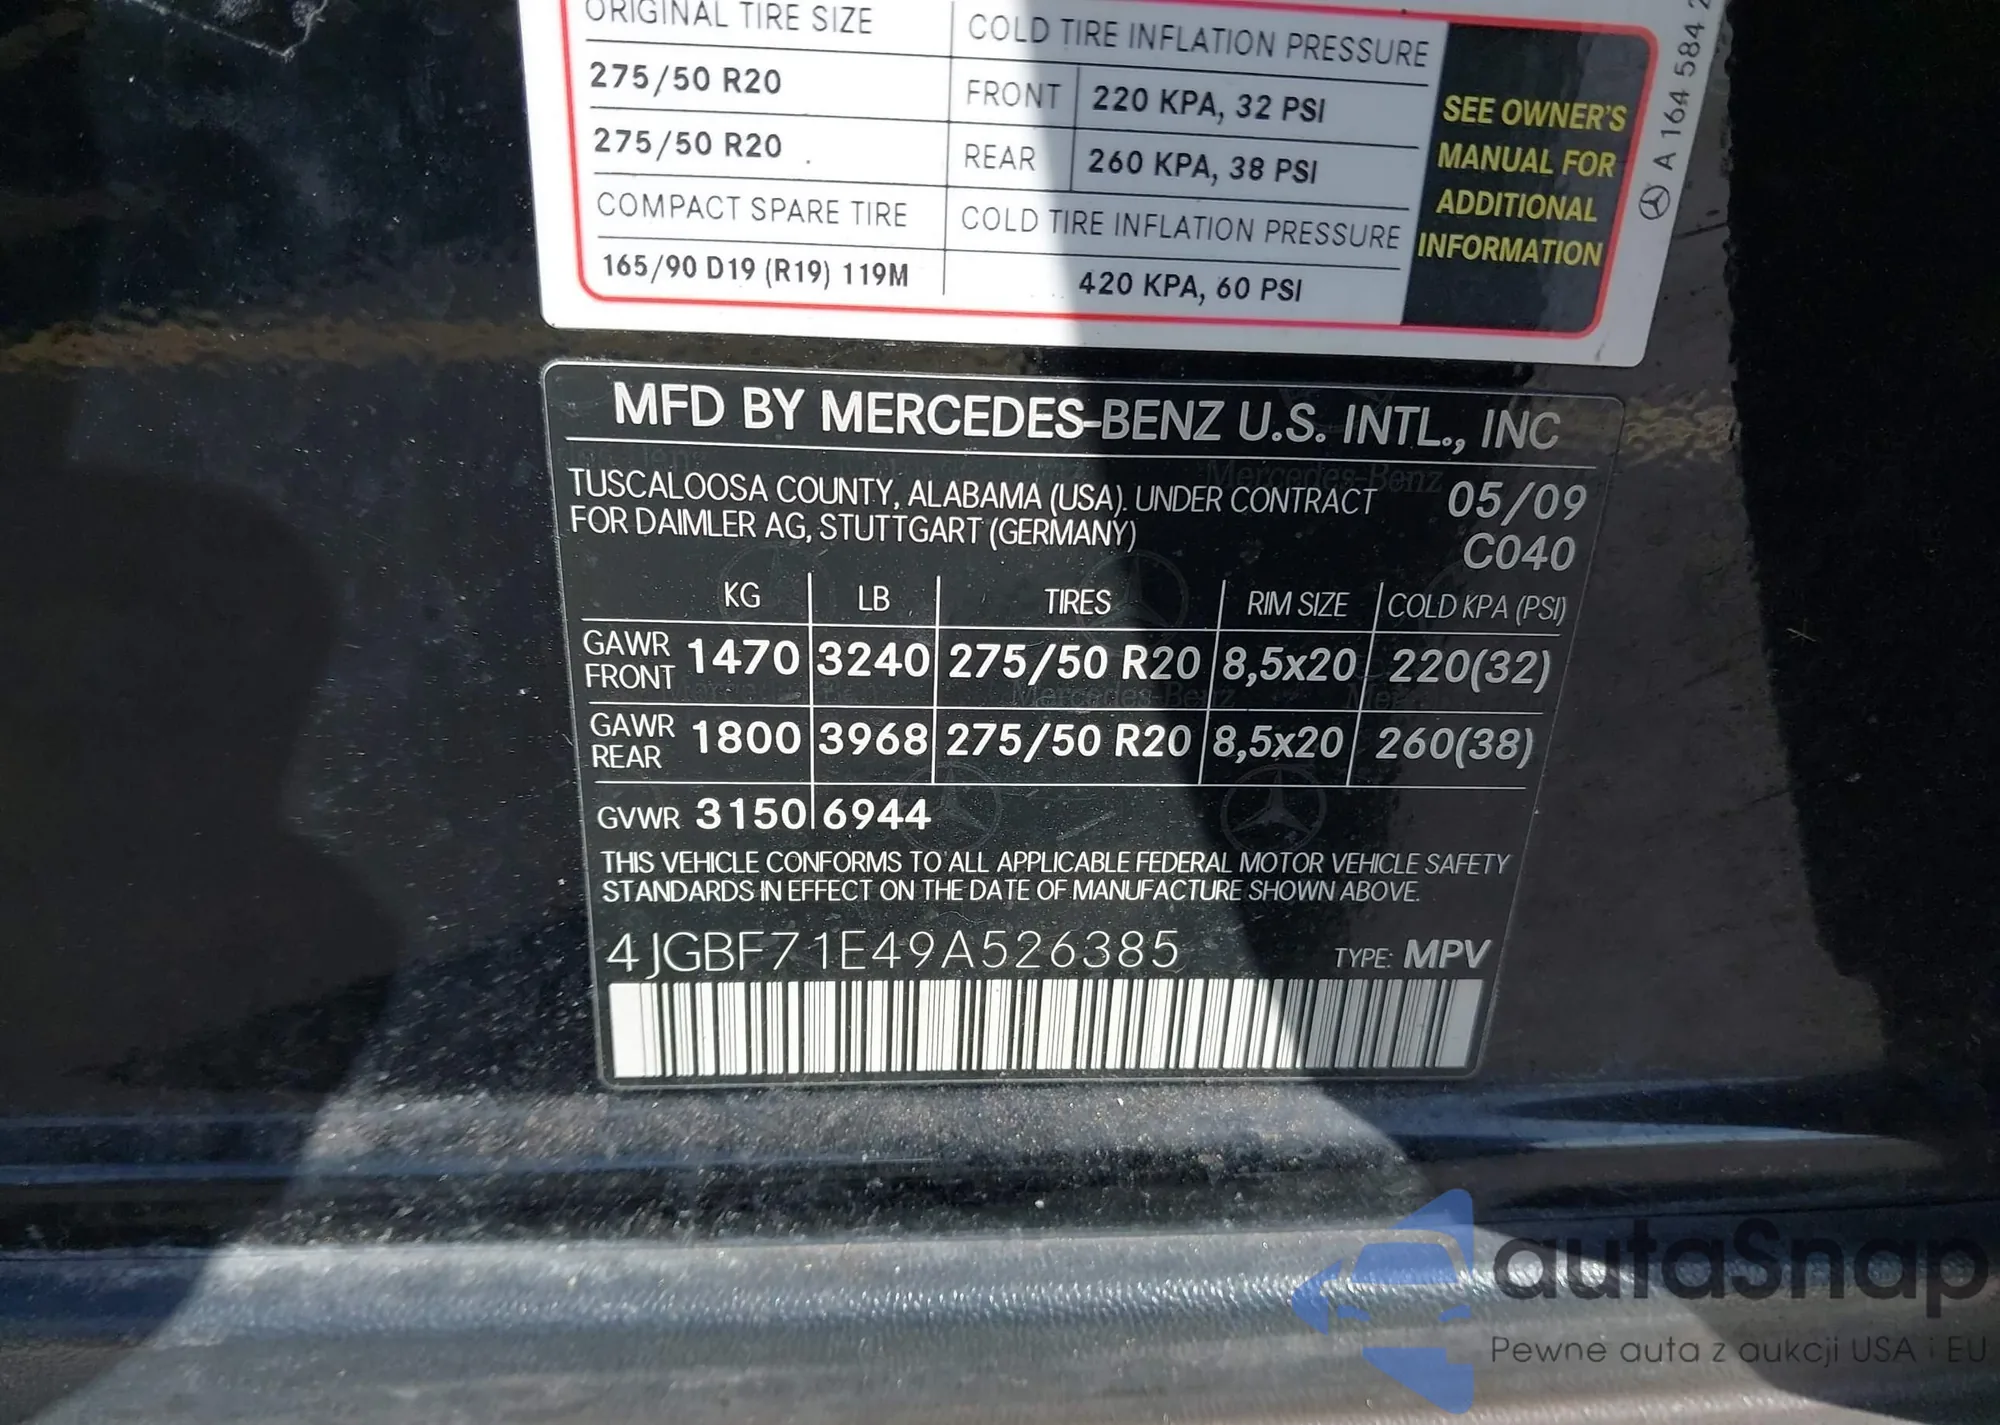 ORIGINAL TIRE SIZE COLD TIRE INFLATION PRESSURE
275/50 R20 FRONT 220 KPA, 32 PSI
275/50 R20 REAR 260 KPA, 38 PSI
COMPACT SPARE TIRE COLD TIRE INFLATION PRESSURE
165/90 D19 (R19) 119M 420 KPA, 60 PSI
SEE OWNER'S
MANUAL FOR
ADDITIONAL
INFORMATION
A 164 584 2
MFD BY MERCEDES-BENZ U.S. INTL., INC
TUSCALOOSA COUNTY, ALABAMA (USA). UNDER CONTRACT 05/09
FOR DAIMLER AG, STUTTGART (GERMANY) C040
KG LB TIRES RIM SIZE COLD KPA (PSI)
GAWR FRONT 1470 3240 275/50 R20 8,5x20 220(32)
GAWR REAR 1800 3968 275/50 R20 8,5x20 260(38)
GVWR 3150 6944
THIS VEHICLE CONFORMS TO ALL APPLICABLE FEDERAL MOTOR VEHICLE SAFETY
STANDARDS IN EFFECT ON THE DATE OF MANUFACTURE SHOWN ABOVE.
4JGBF71E49A526385 TYPE: MPV
autaSnap
Pewne auta z aukcji USA i EU